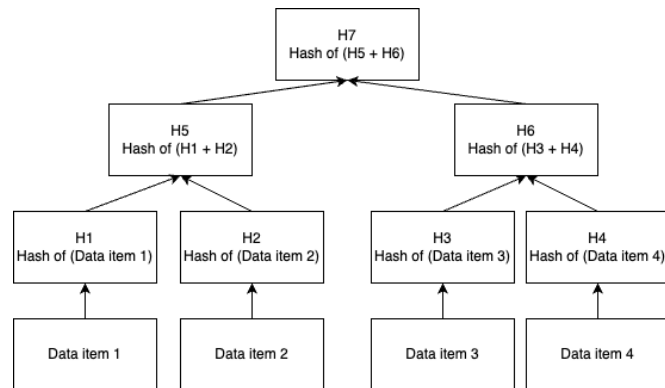 H7
Hash of (H5 + H6)
H5
Hash of (H1 + H2)
H6
Hash of (H3 + H4)
H1
Hash of (Data item 1)
H2
Hash of (Data item 2)
H3
Hash of (Data item 3)
H4
Hash of (Data item 4)
Data item 1
Data item 2
Data item 3
Data item 4